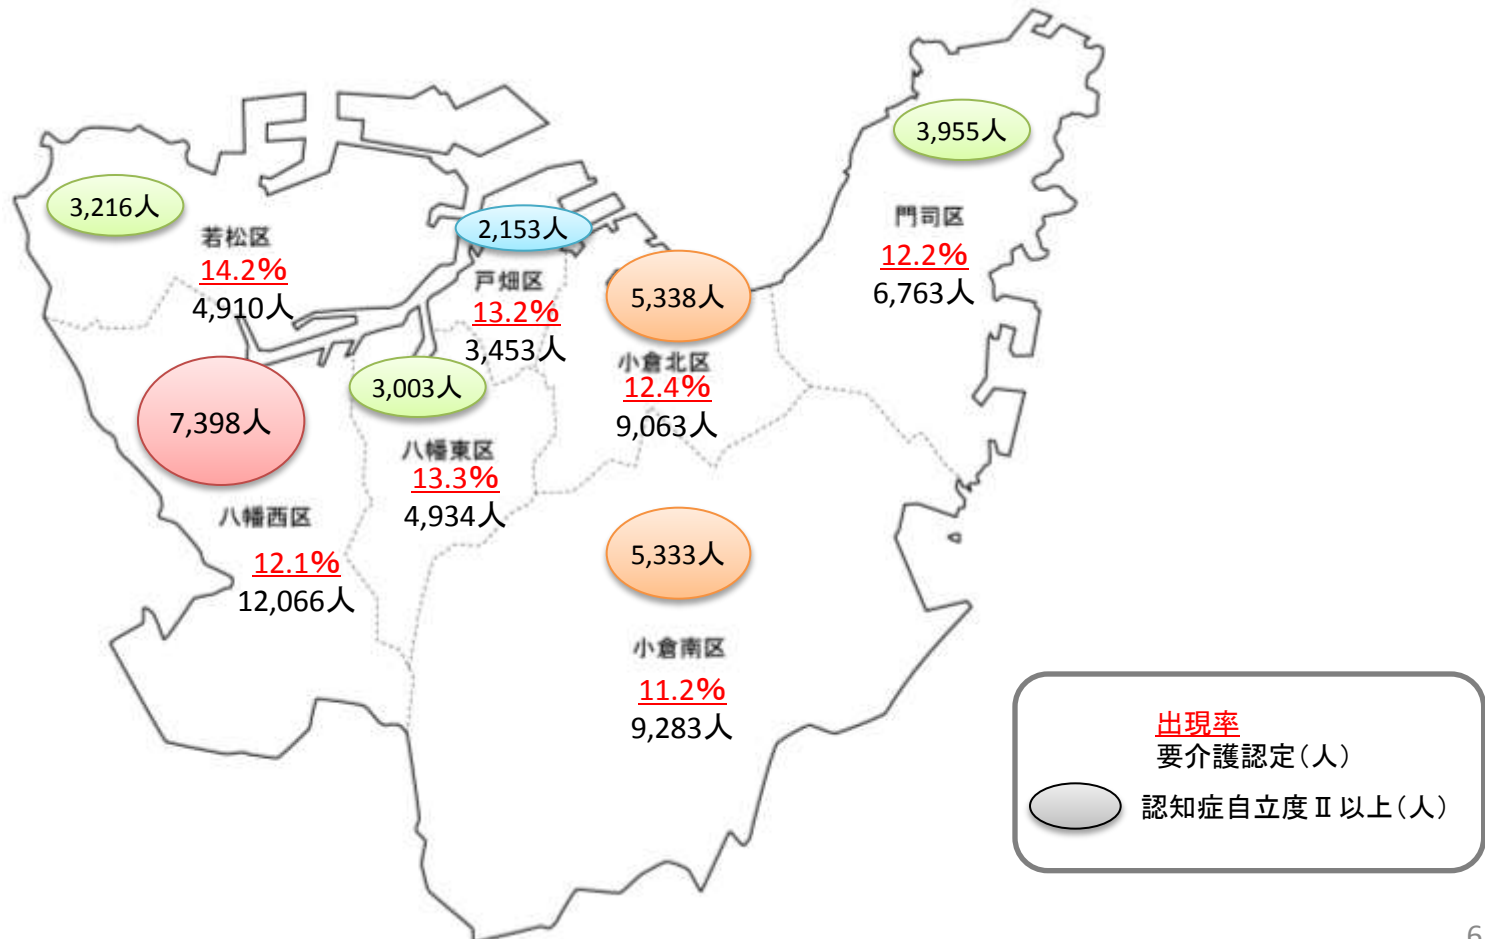 3,955人
門司区
12.2%
6,763人
3,216人
若松区
14.2%
4,910人
2,153人
戸畑区
13.2%
3,453人
5,338人
小倉北区
12.4%
9,063人
7,398人
八幡西区
12.1%
12,066人
3,003人
八幡東区
13.3%
4,934人
5,333人
小倉南区
11.2%
9,283人
出現率
要介護認定(人)
認知症自立度Ⅱ以上(人)
6